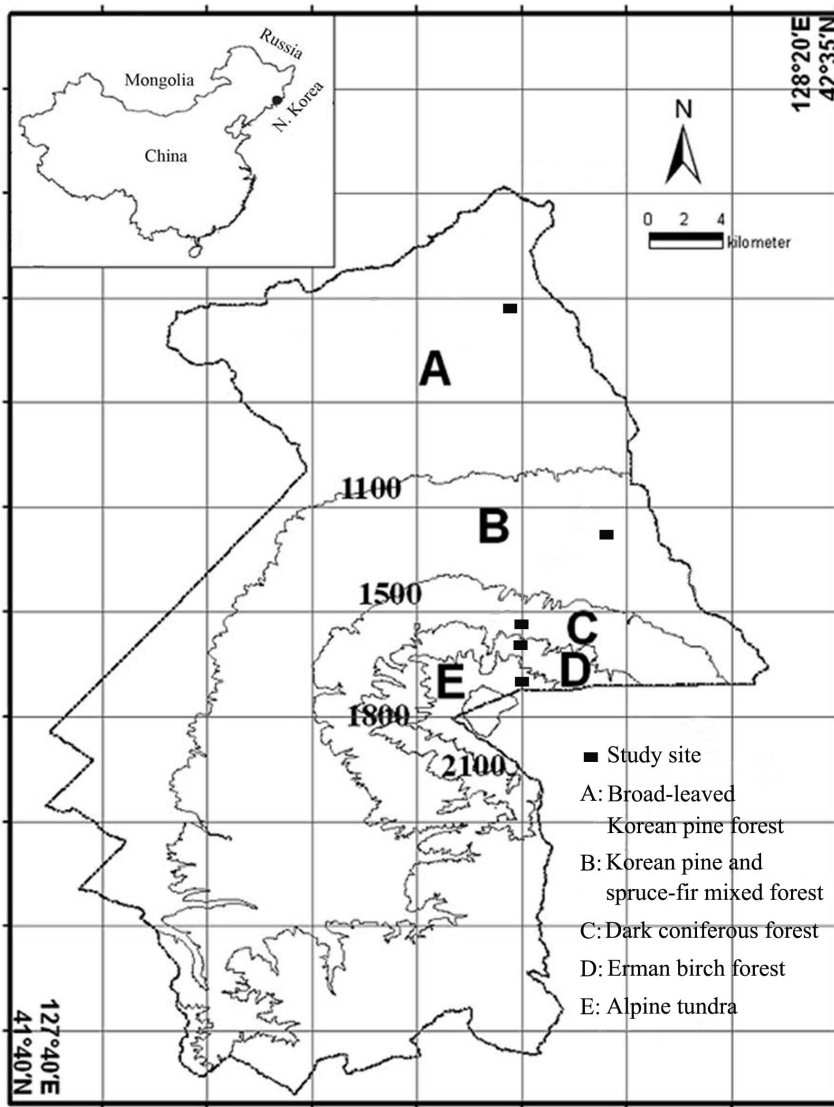 Russia
Mongolia
N. Korea
China
128°20'E
42°35'N
N
0 2 4
kilometer
A
1100
B
1500
C
D
E
1800
2100
Study site
A: Broad-leaved
Korean pine forest
B: Korean pine and
spruce-fir mixed forest
C: Dark coniferous forest
D: Erman birch forest
E: Alpine tundra
127°40'E
41°40'N